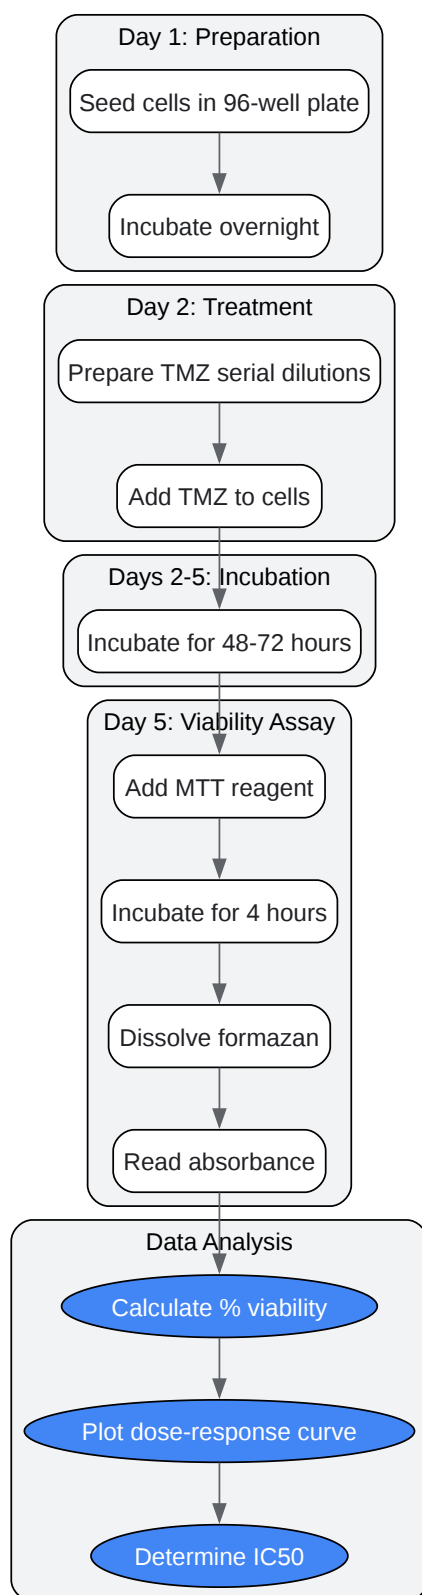 Day 1: Preparation
Seed cells in 96-well plate
Incubate overnight
Day 2: Treatment
Prepare TMZ serial dilutions
Add TMZ to cells
Days 2-5: Incubation
Incubate for 48-72 hours
Day 5: Viability Assay
Add MTT reagent
Incubate for 4 hours
Dissolve formazan
Read absorbance
Data Analysis
Calculate % viability
Plot dose-response curve
Determine IC50